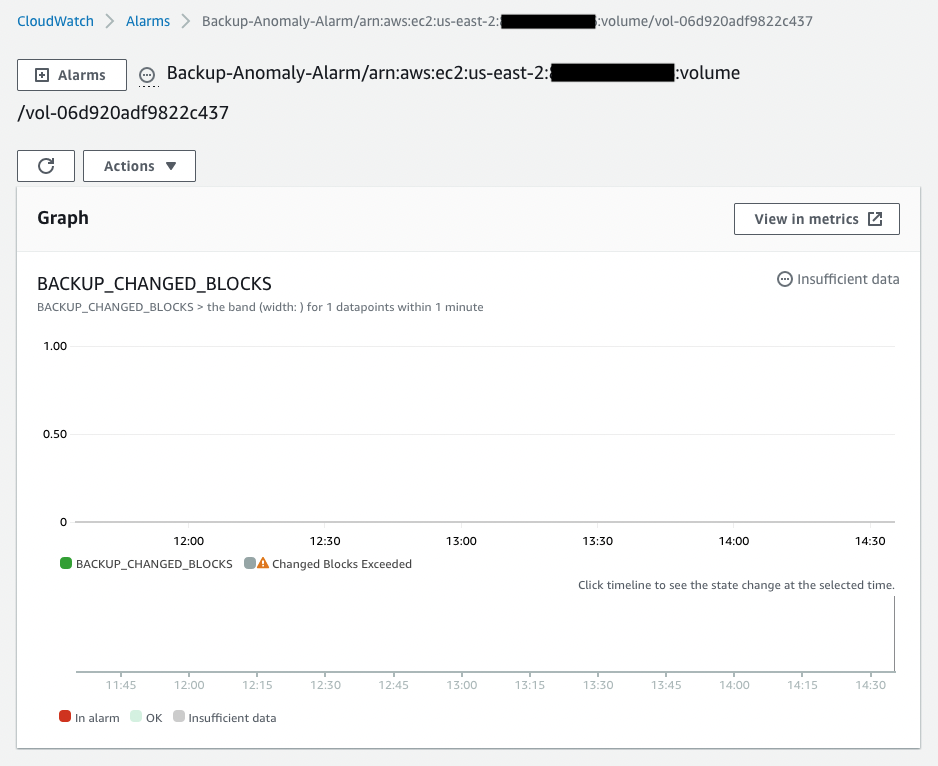 CloudWatch Alarms Backup-Anomaly-Alarm/arn:aws:ec2:us-east-2: :volume/vol-06d920adf9822c437
Alarms Backup-Anomaly-Alarm/arn:aws:ec2:us-east-2: :volume
/vol-06d920adf9822c437
Actions
Graph View in metrics
BACKUP_CHANGED_BLOCKS Insufficient data
BACKUP_CHANGED_BLOCKS > the band (width: ) for 1 datapoints within 1 minute
1.00
0.50
0
12:00 12:30 13:00 13:30 14:00 14:30
BACKUP_CHANGED_BLOCKS Changed Blocks Exceeded
Click timeline to see the state change at the selected time.
11:45 12:00 12:15 12:30 12:45 13:00 13:15 13:30 13:45 14:00 14:15 14:30
In alarm OK Insufficient data